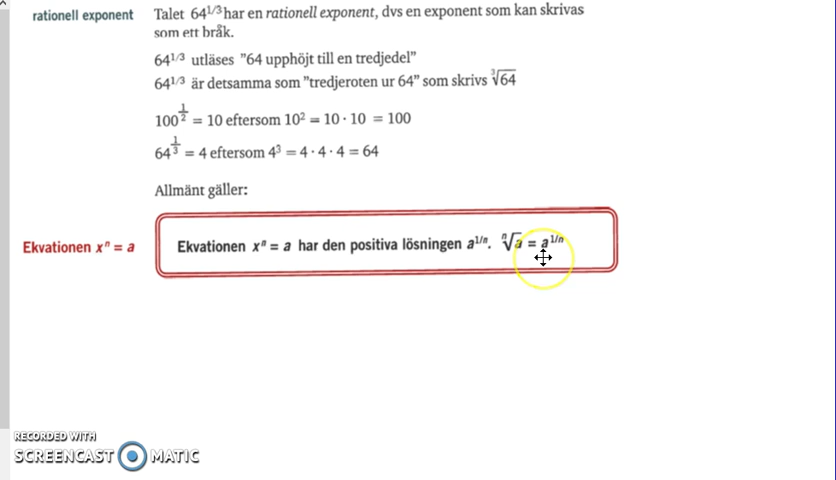 rationell exponent
Talet 64^{1/3} har en rationell exponent, dvs en exponent som kan skrivas
som ett bråk.
64^{1/3} utläses ”64 upphöjt till en tredjedel”
64^{1/3} är detsamma som ”tredjeroten ur 64” som skrivs ∛64
100^{1/2} = 10 eftersom 10² = 10 · 10 = 100
64^{1/3} = 4 eftersom 4³ = 4 · 4 · 4 = 64
Allmänt gäller:
Ekvationen xⁿ = a
Ekvationen xⁿ = a har den positiva lösningen a^{1/n}. ⁿ√a = a^{1/n}
RECORDED WITH
SCREENCAST MATIC